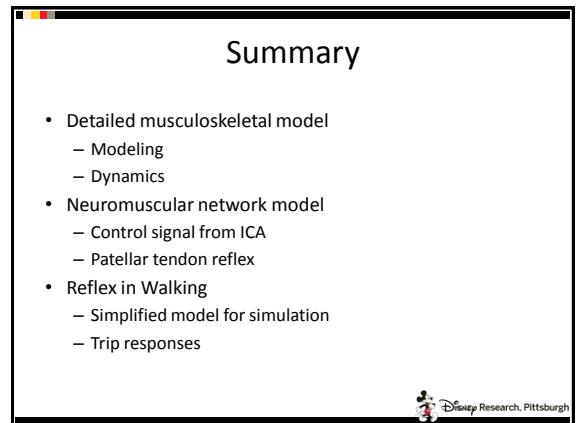 Summary
• Detailed musculoskeletal model
– Modeling
– Dynamics
• Neuromuscular network model
– Control signal from ICA
– Patellar tendon reflex
• Reflex in Walking
– Simplified model for simulation
– Trip responses
Disney Research, Pittsburgh